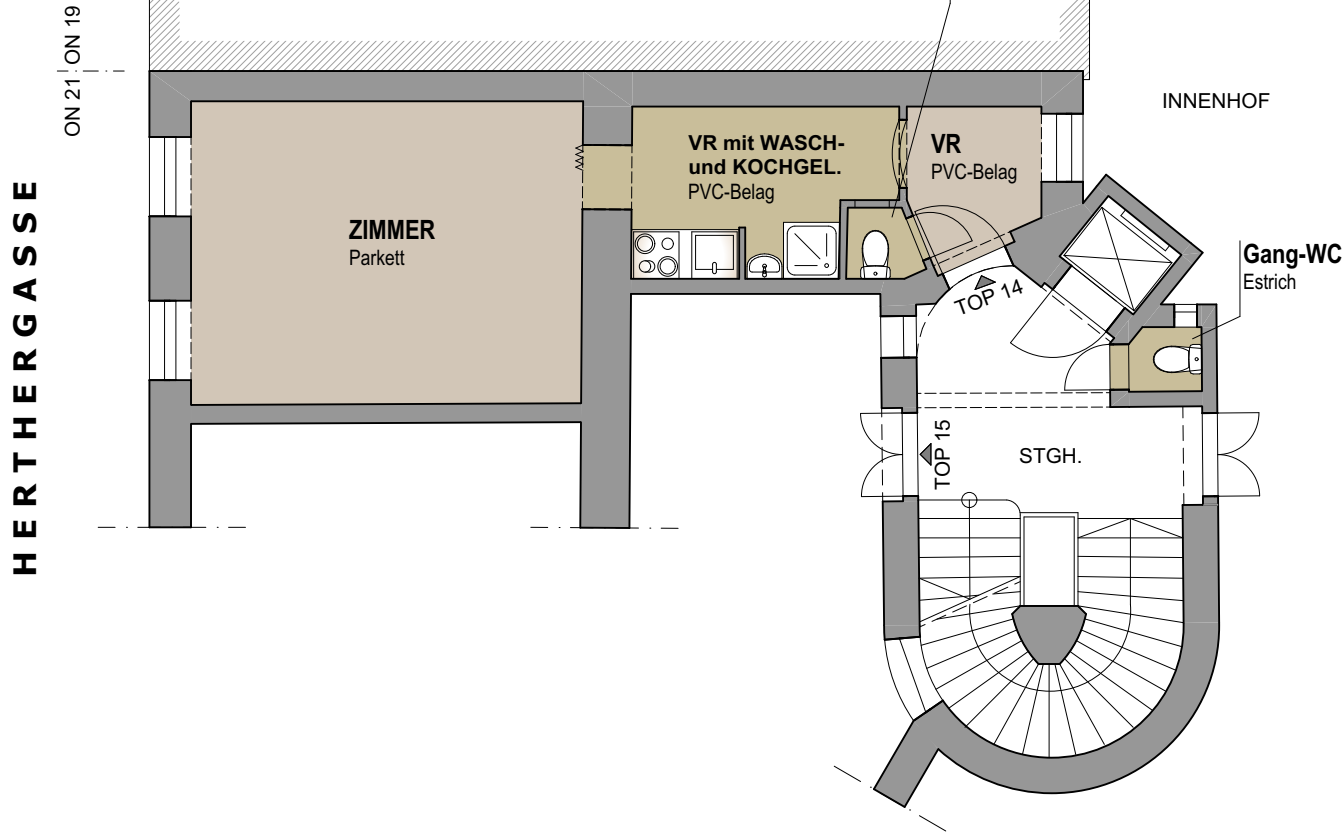 ON 21 ON 19
HERTHERGASSE
INNENHOF
VR mit WASCH-
und KOCHGEL.
PVC-Belag
VR
PVC-Belag
ZIMMER
Parkett
Gang-WC
Estrich
TOP 14
TOP 15
STGH.